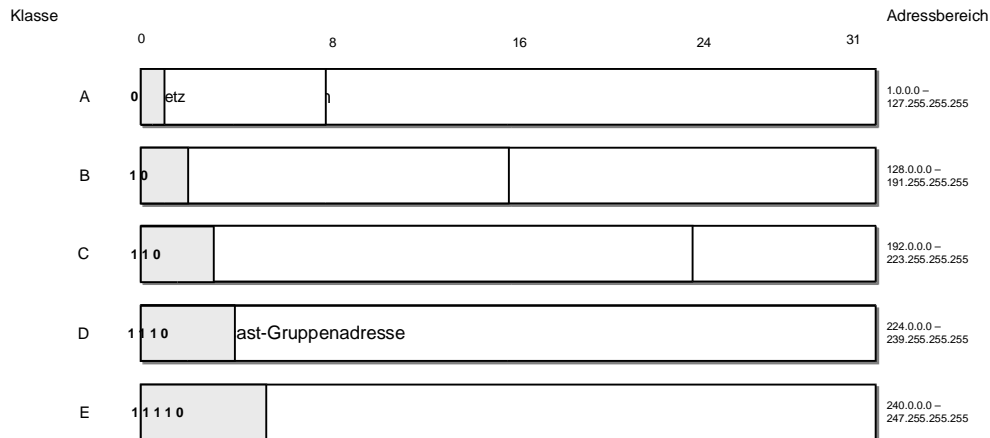 Klasse
Adressbereich
0 8 16 24 31
A 0 etz 1.0.0.0 –
127.255.255.255
B 1 0 128.0.0.0 –
191.255.255.255
C 1 1 0 192.0.0.0 –
223.255.255.255
D 1 1 1 0 ast-Gruppenadresse 224.0.0.0 –
239.255.255.255
E 1 1 1 1 0 240.0.0.0 –
247.255.255.255